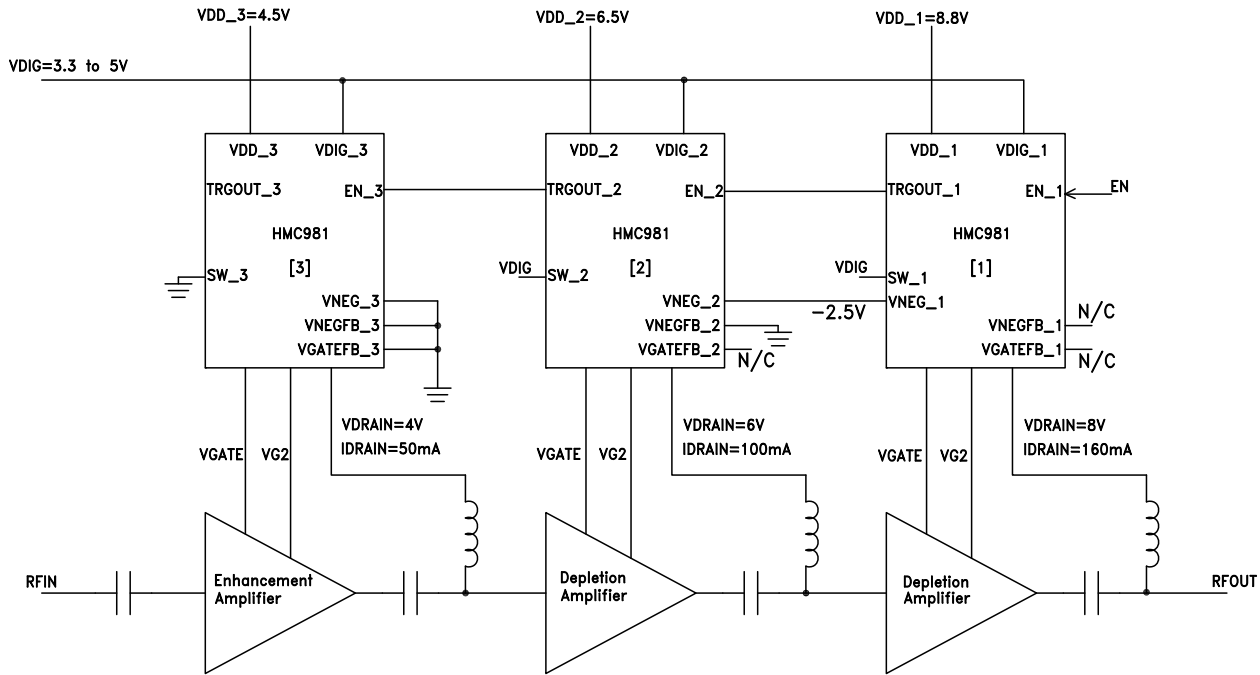 VDD_3=4.5V
VDD_2=6.5V
VDD_1=8.8V
VDIG=3.3 to 5V
VDD_3
VDIG_3
TRGOUT_3
EN_3
HMC981
[3]
SW_3
VNEG_3
VNEGFB_3
VGATEFB_3
VDD_2
VDIG_2
TRGOUT_2
EN_2
HMC981
[2]
VDIG
SW_2
VNEG_2
VNEGFB_2
VGATEFB_2
N/C
VDD_1
VDIG_1
TRGOUT_1
EN_1
EN
HMC981
[1]
VDIG
SW_1
VNEG_1
-2.5V
VNEGFB_1
N/C
VGATEFB_1
N/C
VGATE
VG2
VDRAIN=4V
IDRAIN=50mA
VGATE
VG2
VDRAIN=6V
IDRAIN=100mA
VGATE
VG2
VDRAIN=8V
IDRAIN=160mA
RFIN
Enhancement
Amplifier
Depletion
Amplifier
Depletion
Amplifier
RFOUT